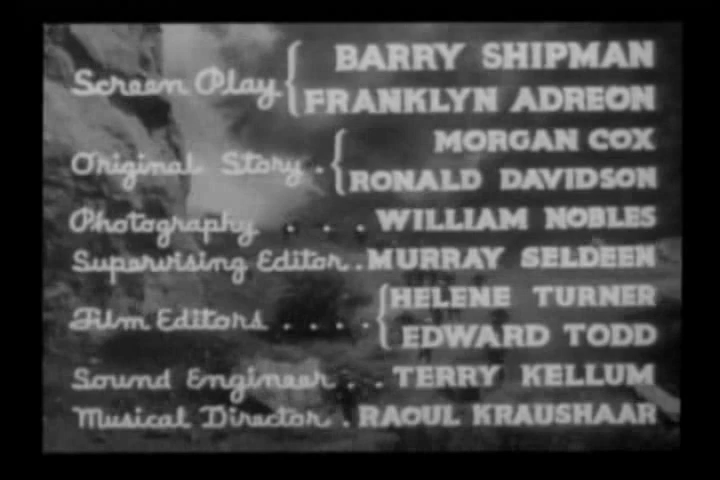 Screen Play { BARRY SHIPMAN
FRANKLYN ADREON
Original Story . { MORGAN COX
RONALD DAVIDSON
Photography . . . WILLIAM NOBLES
Supervising Editor . MURRAY SELDEEN
Film Editors . . . . { HELENE TURNER
EDWARD TODD
Sound Engineer . . TERRY KELLUM
Musical Director . RAOUL KRAUSHAAR